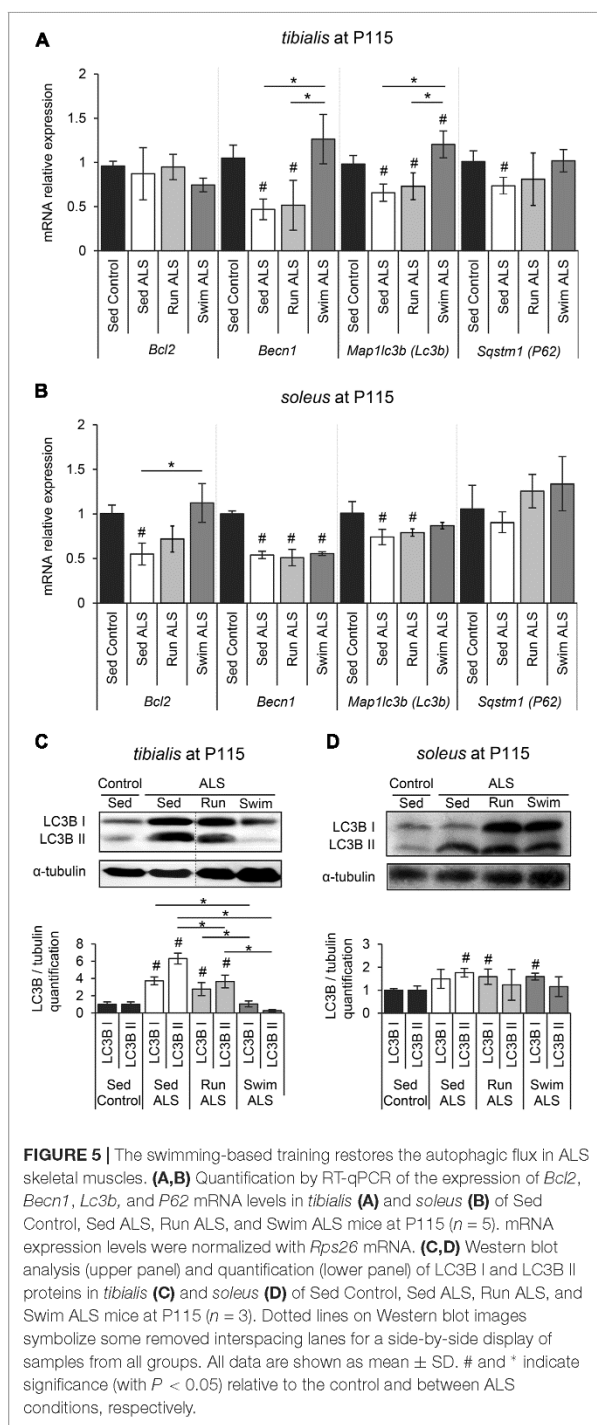 A
tibialis at P115
mRNA relative expression
2
1.5
1
0.5
0
* * * *
# # # # # #
Sed Control Sed ALS Run ALS Swim ALS Sed Control Sed ALS Run ALS Swim ALS Sed Control Sed ALS Run ALS Swim ALS Sed Control Sed ALS Run ALS Swim ALS
Bcl2 Becn1 Map1lc3b (Lc3b) Sqstm1 (P62)
B
soleus at P115
mRNA relative expression
2
1.5
1
0.5
0
*
# # # # # #
Sed Control Sed ALS Run ALS Swim ALS Sed Control Sed ALS Run ALS Swim ALS Sed Control Sed ALS Run ALS Swim ALS Sed Control Sed ALS Run ALS Swim ALS
Bcl2 Becn1 Map1lc3b (Lc3b) Sqstm1 (P62)
C
tibialis at P115
Control ALS
Sed Sed Run Swim
LC3B I
LC3B II
α-tubulin
LC3B / tubulin
quantification
8
6
4
2
0
* * * * *
# # # #
LC3B I LC3B II LC3B I LC3B II LC3B I LC3B II LC3B I LC3B II
Sed Control Sed ALS Run ALS Swim ALS
D
soleus at P115
Control ALS
Sed Sed Run Swim
LC3B I
LC3B II
α-tubulin
LC3B / tubulin
quantification
4
3
2
1
0
# # #
LC3B I LC3B II LC3B I LC3B II LC3B I LC3B II LC3B I LC3B II
Sed Control Sed ALS Run ALS Swim ALS
FIGURE 5 | The swimming-based training restores the autophagic flux in ALS
skeletal muscles. (A,B) Quantification by RT-qPCR of the expression of Bcl2,
Becn1, Lc3b, and P62 mRNA levels in tibialis (A) and soleus (B) of Sed
Control, Sed ALS, Run ALS, and Swim ALS mice at P115 (n = 5). mRNA
expression levels were normalized with Rps26 mRNA. (C,D) Western blot
analysis (upper panel) and quantification (lower panel) of LC3B I and LC3B II
proteins in tibialis (C) and soleus (D) of Sed Control, Sed ALS, Run ALS, and
Swim ALS mice at P115 (n = 3). Dotted lines on Western blot images
symbolize some removed interspacing lanes for a side-by-side display of
samples from all groups. All data are shown as mean ± SD. # and * indicate
significance (with P < 0.05) relative to the control and between ALS
conditions, respectively.